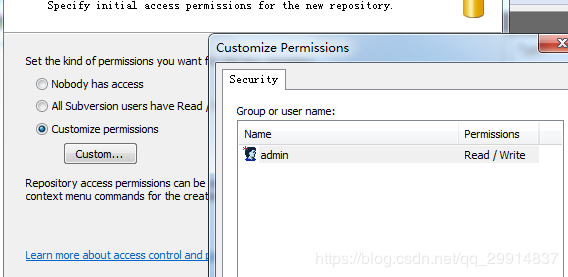 Specify initial access permissions for the new repository.
Set the kind of permissions you want f
Nobody has access
All Subversion users have Read /
Customize permissions
Custom...
Repository access permissions can be
context menu commands for the creat
Learn more about access control and p
Customize Permissions
Security
Group or user name:
Name Permissions
admin Read / Write
https://blog.csdn.net/qq_29914837